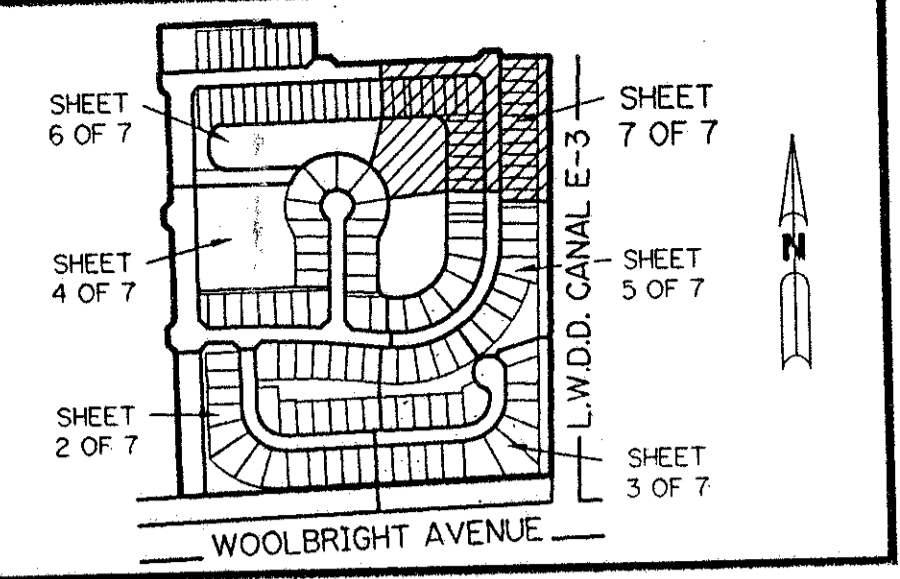 SHEET
6 OF 7
SHEET
7 OF 7
L.W.D.D. CANAL E-3
N
SHEET
4 OF 7
SHEET
5 OF 7
SHEET
2 OF 7
SHEET
3 OF 7
WOOLBRIGHT AVENUE